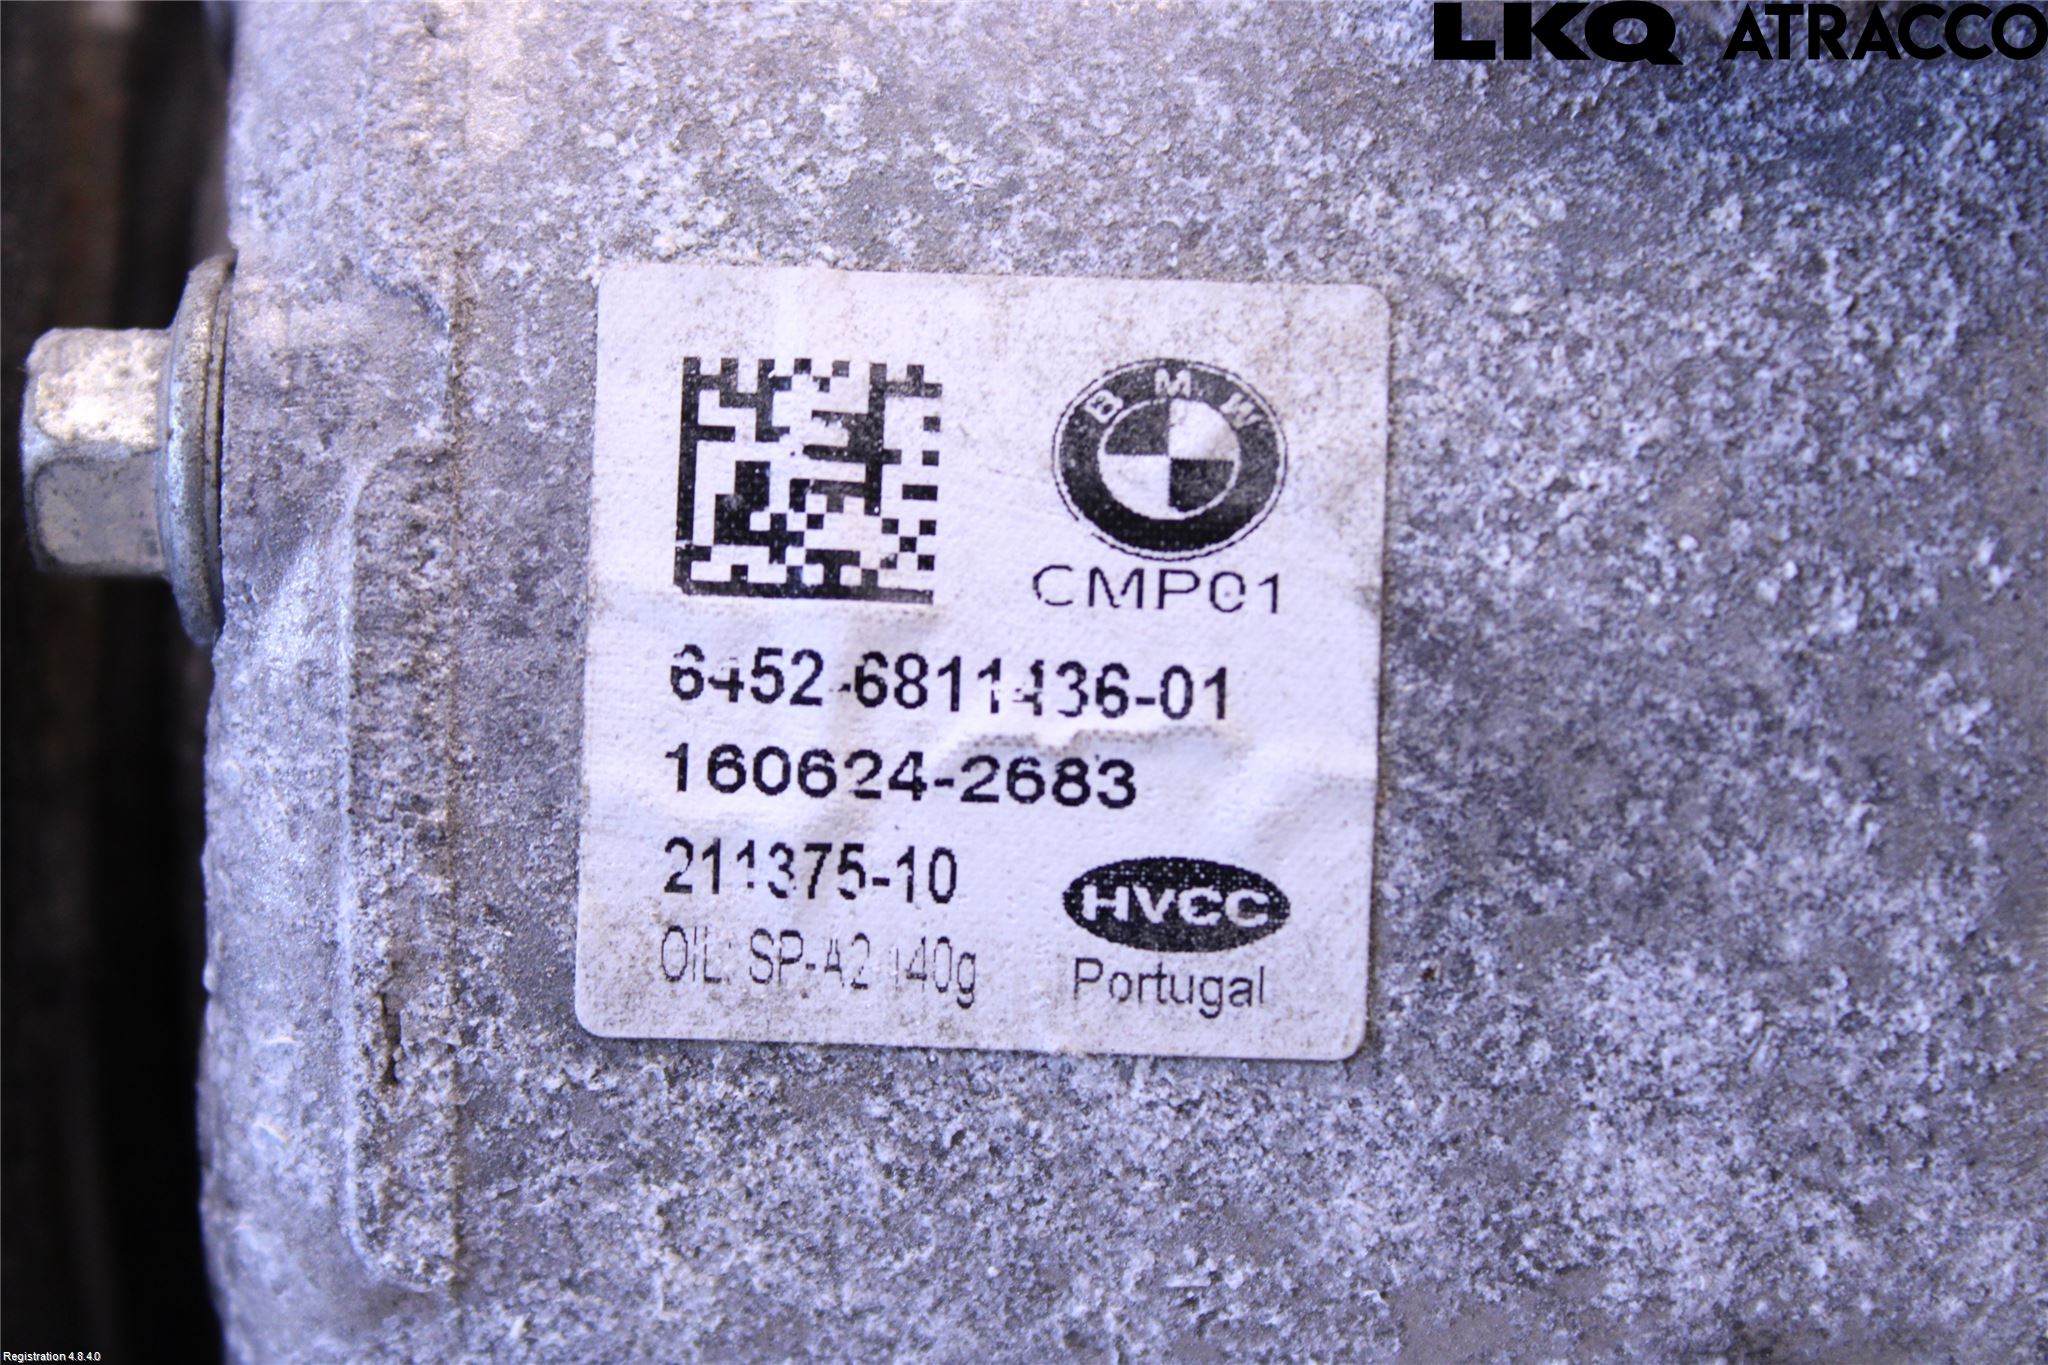 LKQ ATRACCO
BMW
CMP01
6452-6811436-01
160624-2683
211375-10
HVCC
OIL: SP-A2 140g
Portugal
Registration 4.8.4.0